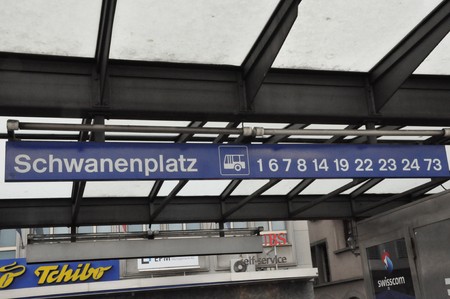 Schwanenplatz 1 6 7 8 14 19 22 23 24 73
Tchibo
self-service
swisscom